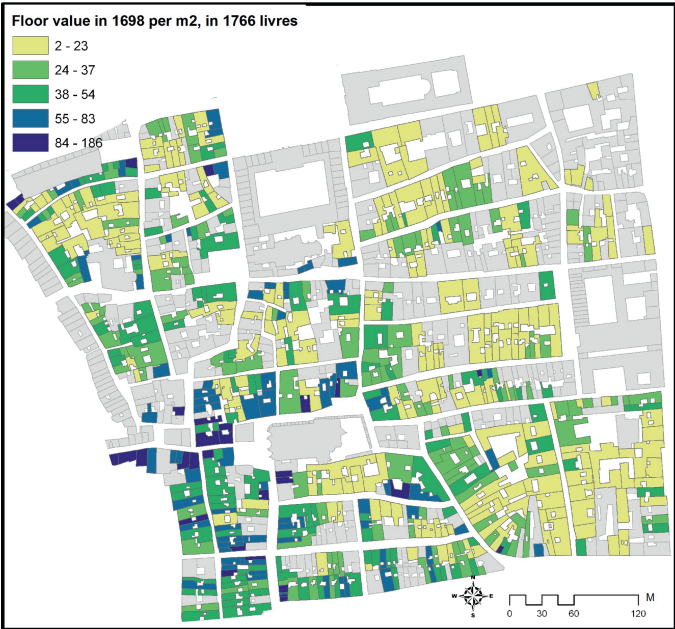 Floor value in 1698 per m2, in 1766 livres
2 - 23
24 - 37
38 - 54
55 - 83
84 - 186
N
W E
S
M
0 30 60 120